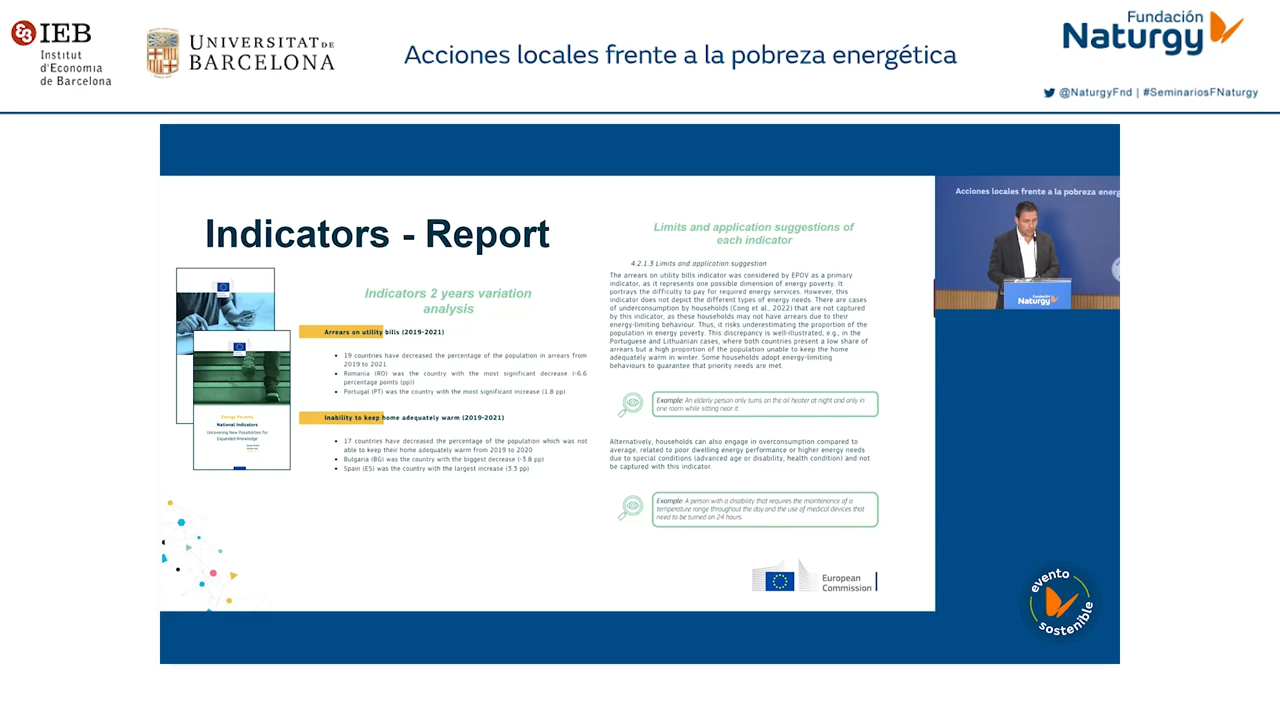 IEB
Institut
d'Economia
de Barcelona
UNIVERSITAT DE
BARCELONA
Acciones locales frente a la pobreza energética
Fundación
Naturgy
@NaturgyFnd | #SeminariosFNaturgy
Acciones locales frente a la pobreza energ
Fundación
Naturgy
Indicators - Report
Indicators 2 years variation
analysis
Arrears on utility bills (2019-2021)
• 19 countries have decreased the percentage of the population in arrears from
2019 to 2021
• Romania (RO) was the country with the most significant decrease (-6.6
percentage points (pp))
• Portugal (PT) was the country with the most significant increase (1.8 pp)
Inability to keep home adequately warm (2019-2021)
• 17 countries have decreased the percentage of the population which was not
able to keep their home adequately warm from 2019 to 2020
• Bulgaria (BG) was the country with the biggest decrease (-3.8 pp)
• Spain (ES) was the country with the largest increase (3.3 pp)
Energy Poverty
National Indicators
Uncovering New Possibilities for
Expanded Knowledge
Limits and application suggestions of
each indicator
4.2.1.3 Limits and application suggestion
The arrears on utility bills indicator was considered by EPOV as a primary
indicator, as it represents one possible dimension of energy poverty. It
portrays the difficulty to pay for required energy services. However, this
indicator does not depict the different types of energy needs. There are cases
of underconsumption by households (Cong et al., 2022) that are not captured
by this indicator, as these households may not have arrears due to their
energy-limiting behaviour. Thus, it risks underestimating the proportion of the
population in energy poverty. This discrepancy is well-illustrated, e.g., in the
Portuguese and Lithuanian cases, where both countries present a low share of
arrears but a high proportion of the population unable to keep the home
adequately warm in winter. Some households adopt energy-limiting
behaviours to guarantee that priority needs are met.
Example: An elderly person only turns on the oil heater at night and only in
one room while sitting near it.
Alternatively, households can also engage in overconsumption compared to
average, related to poor dwelling energy performance or higher energy needs
due to special conditions (advanced age or disability, health condition) and not
be captured with this indicator.
Example: A person with a disability that requires the maintenance of a
temperature range throughout the day and the use of medical devices that
need to be turned on 24 hours.
European
Commission
evento
sostenible